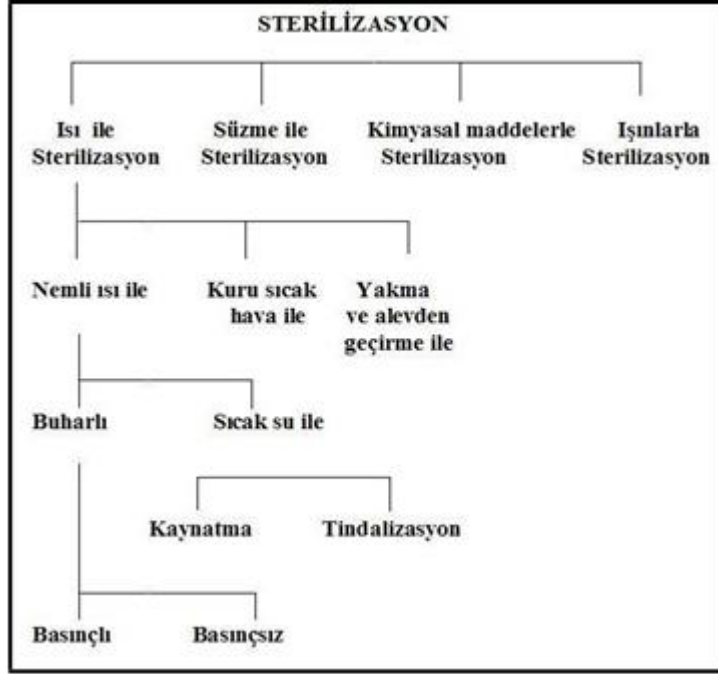 STERİLİZASYON
Isı ile
Sterilizasyon
Süzme ile
Sterilizasyon
Kimyasal maddelerle
Sterilizasyon
Işınlarla
Sterilizasyon
Nemli ısı ile
Kuru sıcak
hava ile
Yakma
ve alevden
geçirme ile
Buharlı
Sıcak su ile
Kaynatma
Tindalizasyon
Basınçlı
Basınçsız